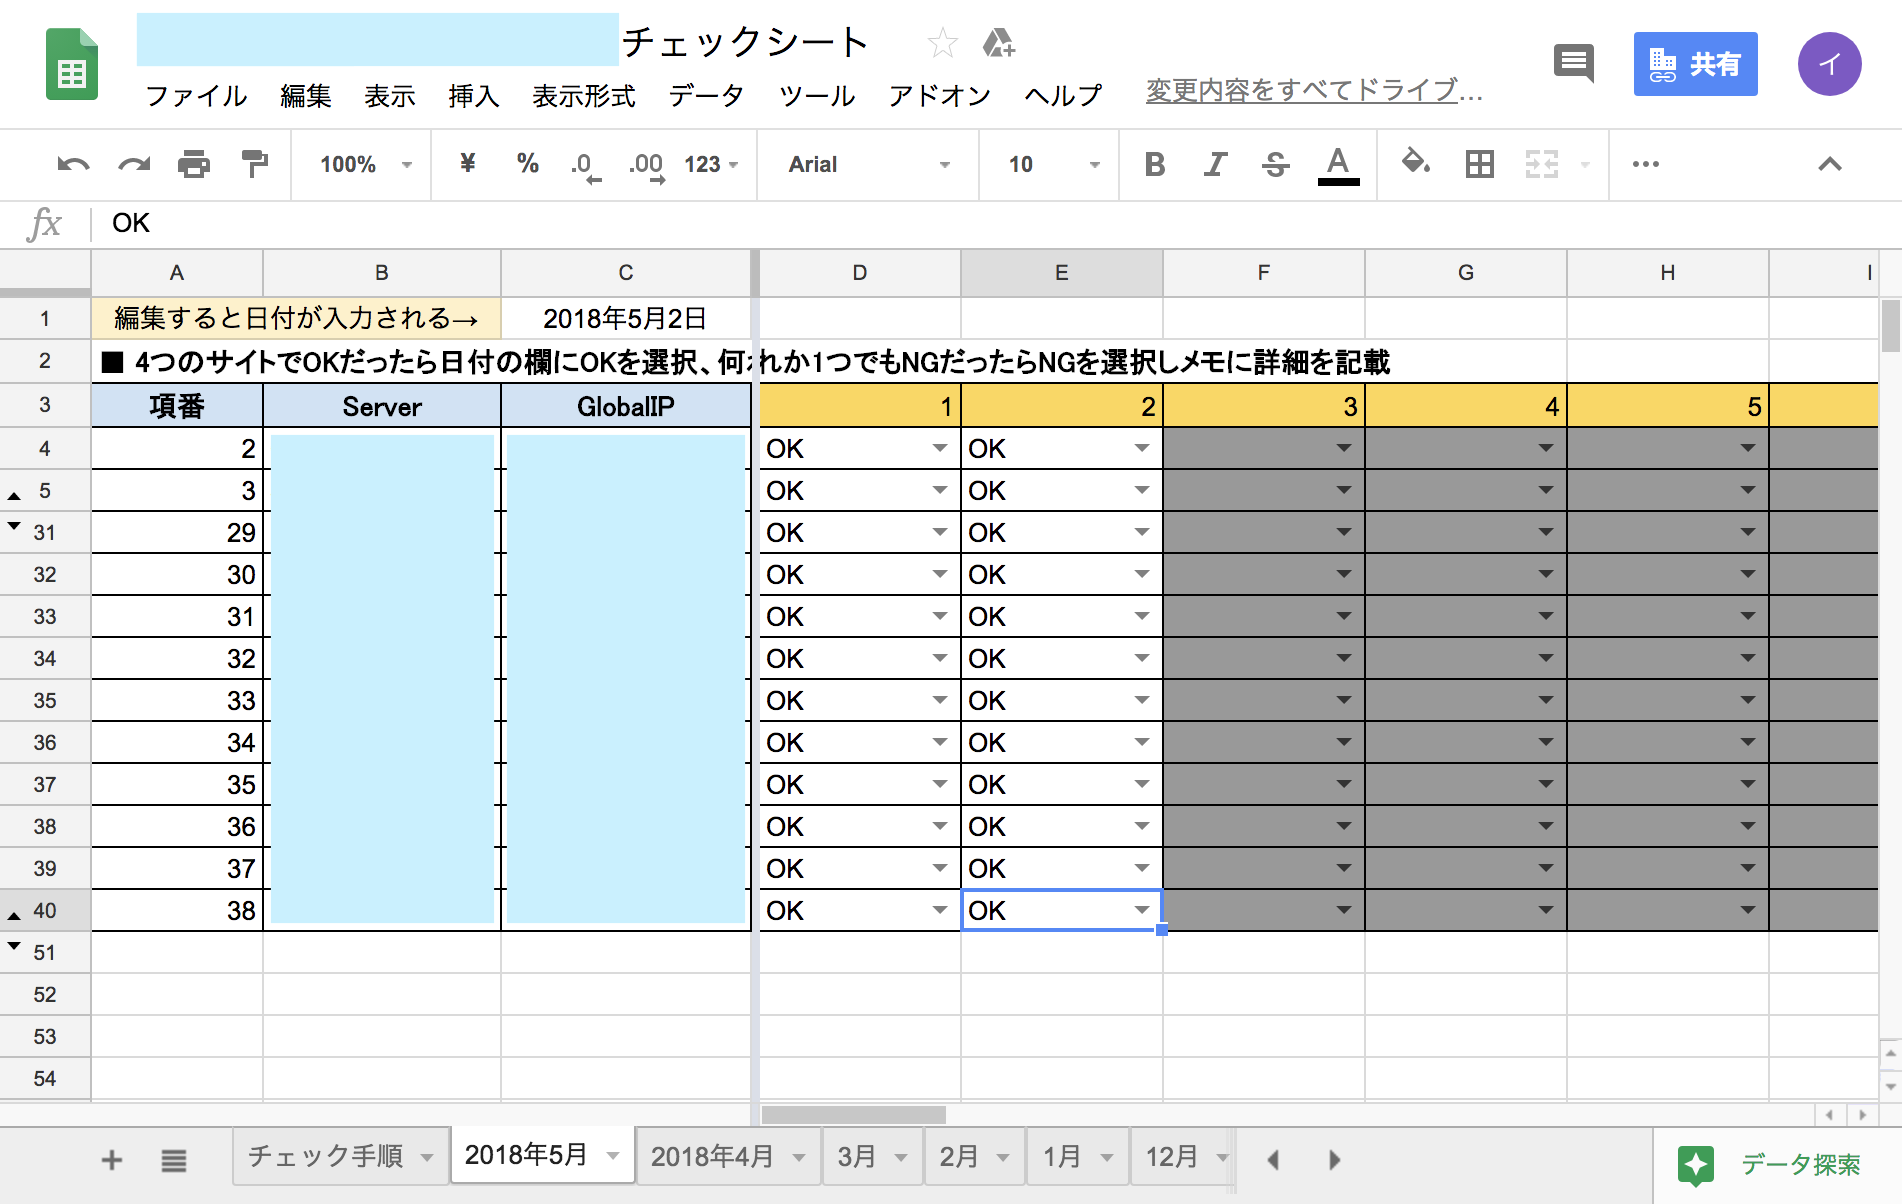 チェックシート
ファイル 編集 表示 挿入 表示形式 データ ツール アドオン ヘルプ 変更内容をすべてドライブ… 共有 イ
100% ¥ % .0 .00 123 Arial 10 B I S A
fx OK
A B C D E F G H I
1 編集すると日付が入力される→ 2018年5月2日
2 ■ 4つのサイトでOKだったら日付の欄にOKを選択、何れか1つでもNGだったらNGを選択しメモに詳細を記載
3 項番 Server GlobalIP 1 2 3 4 5
4 2 OK OK
5 3 OK OK
31 29 OK OK
32 30 OK OK
33 31 OK OK
34 32 OK OK
35 33 OK OK
36 34 OK OK
37 35 OK OK
38 36 OK OK
39 37 OK OK
40 38 OK OK
51
52
53
54
チェック手順 2018年5月 2018年4月 3月 2月 1月 12月 データ探索